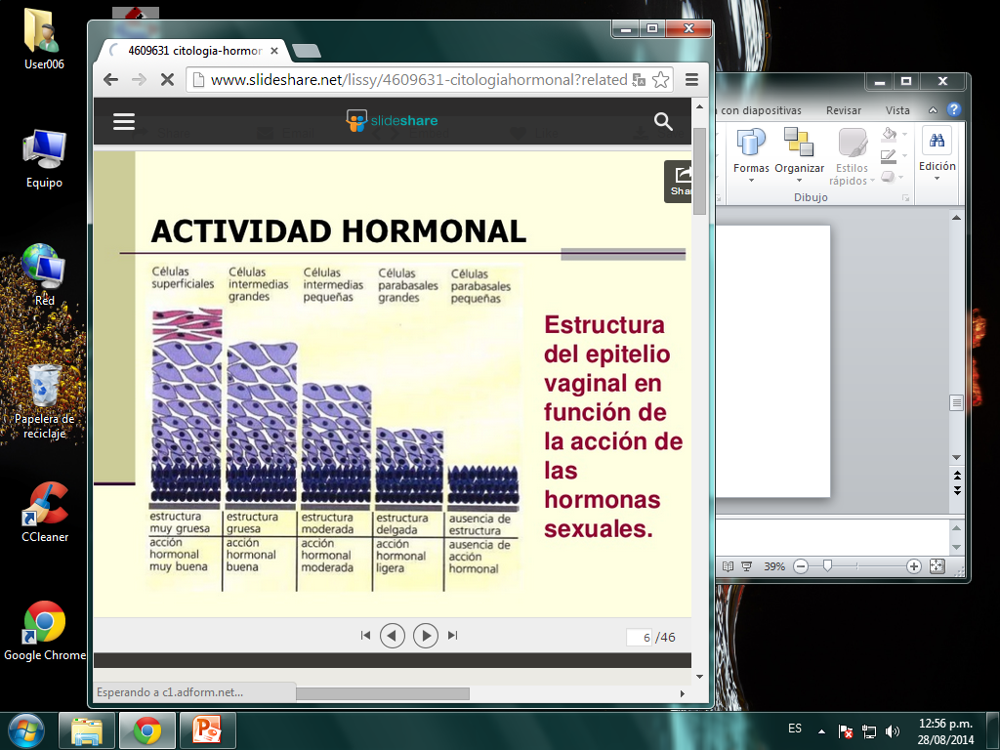 User006
Equipo
Red
Papelera de
reciclaje
CCleaner
Google Chrome
4609631 citologia-hormor
www.slideshare.net/lissy/4609631-citologiahormonal?related
slideshare
Shar
ACTIVIDAD HORMONAL
Células
superficiales
Células
intermedias
grandes
Células
intermedias
pequeñas
Células
parabasales
grandes
Células
parabasales
pequeñas
Estructura
del epitelio
vaginal en
función de
la acción de
las
hormonas
sexuales.
estructura
muy gruesa
estructura
gruesa
estructura
moderada
estructura
delgada
ausencia de
estructura
acción
hormonal
muy buena
acción
hormonal
buena
acción
hormonal
moderada
acción
hormonal
ligera
ausencia de
acción
hormonal
6 /46
Esperando a c1.adform.net...
n con diapositivas Revisar Vista
Formas Organizar Estilos
rápidos
Edición
Dibujo
39%
ES
12:56 p.m.
28/08/2014